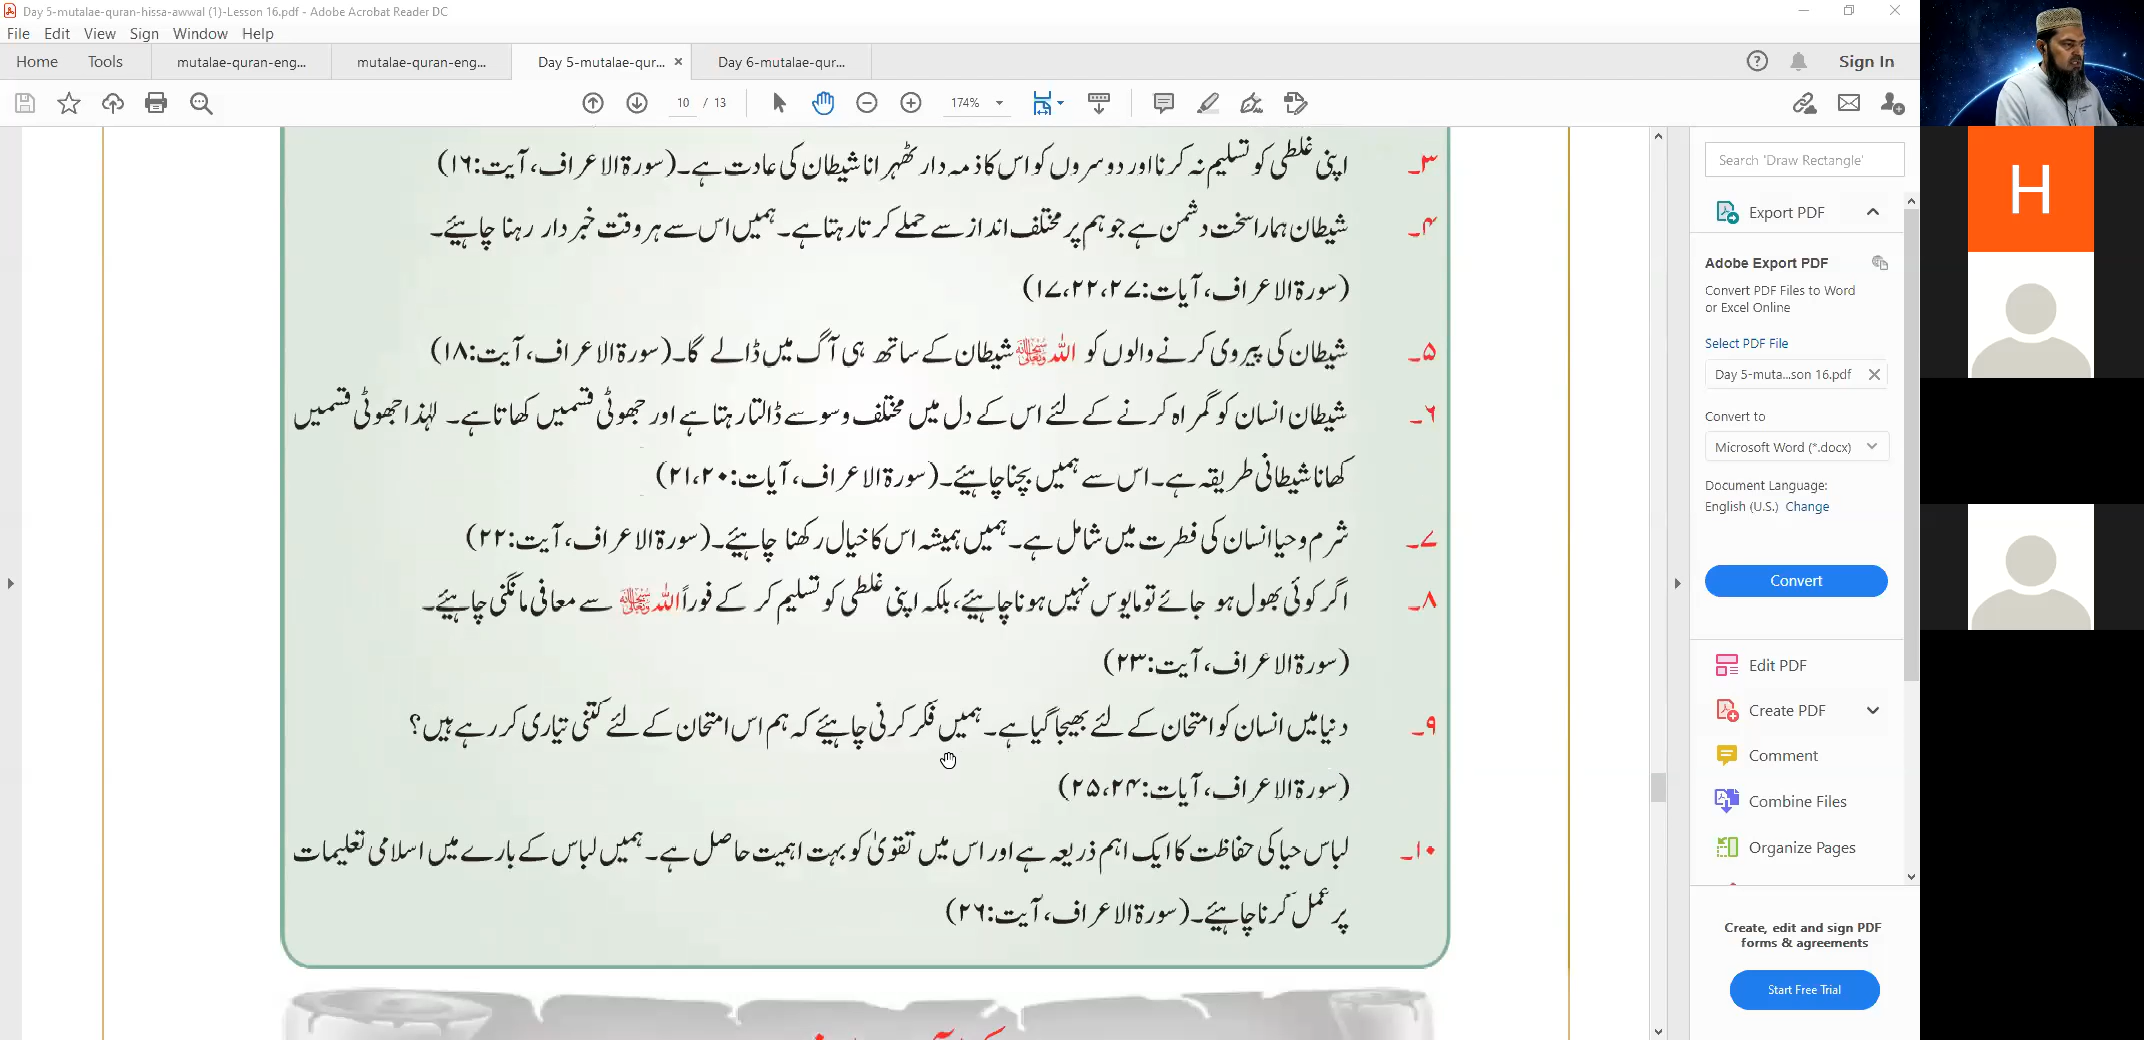 Day 5-mutalae-quran-hissa-awwal (1)-Lesson 16.pdf - Adobe Acrobat Reader DC
File Edit View Sign Window Help
Home Tools mutalae-quran-eng... mutalae-quran-eng... Day 5-mutalae-qur... × Day 6-mutalae-qur... Sign In
10 / 13 174%
۳۔ اپنی غلطی کو تسلیم نہ کرنا اور دوسروں کو اس کا ذمہ دار ٹھہرانا شیطان کی عادت ہے۔ (سورۃ الاعراف، آیت:۱۶)
۴۔ شیطان ہمارا سخت دشمن ہے جو ہم پر مختلف انداز سے حملے کرتا رہتا ہے۔ ہمیں اس سے ہر وقت خبر دار رہنا چاہیئے۔
(سورۃ الاعراف، آیات:۱۷،۲۲،۲۷)
۵۔ شیطان کی پیروی کرنے والوں کو اللہ سبحانہ وتعالیٰ شیطان کے ساتھ ہی آگ میں ڈالے گا۔ (سورۃ الاعراف، آیت:۱۸)
۶۔ شیطان انسان کو گمراہ کرنے کے لئے اس کے دل میں مختلف وسوسے ڈالتا رہتا ہے اور جھوٹی قسمیں کھاتا ہے۔ لہٰذا جھوٹی قسمیں
کھانا شیطانی طریقہ ہے۔ اس سے ہمیں بچنا چاہیئے۔ (سورۃ الاعراف، آیات:۲۱،۲۰)
۷۔ شرم و حیا انسان کی فطرت میں شامل ہے۔ ہمیں ہمیشہ اس کا خیال رکھنا چاہیئے۔ (سورۃ الاعراف، آیت:۲۲)
۸۔ اگر کوئی بھول ہو جائے تو مایوس نہیں ہونا چاہیئے، بلکہ اپنی غلطی کو تسلیم کر کے فوراً اللہ سبحانہ وتعالیٰ سے معافی مانگنی چاہیئے۔
(سورۃ الاعراف، آیت:۲۳)
۹۔ دنیا میں انسان کو امتحان کے لئے بھیجا گیا ہے۔ ہمیں فکر کرنی چاہیئے کہ ہم اس امتحان کے لئے کتنی تیاری کر رہے ہیں؟
(سورۃ الاعراف، آیات:۲۵،۲۴)
۱۰۔ لباس حیا کی حفاظت کا ایک اہم ذریعہ ہے اور اس میں تقویٰ کو بہت اہمیت حاصل ہے۔ ہمیں لباس کے بارے میں اسلامی تعلیمات
پر عمل کرنا چاہیئے۔ (سورۃ الاعراف، آیت:۲۶)
Search 'Draw Rectangle'
Export PDF
Adobe Export PDF
Convert PDF Files to Word
or Excel Online
Select PDF File
Day 5-muta...son 16.pdf
Convert to
Microsoft Word (*.docx)
Document Language:
English (U.S.) Change
Convert
Edit PDF
Create PDF
Comment
Combine Files
Organize Pages
Create, edit and sign PDF
forms & agreements
Start Free Trial
H